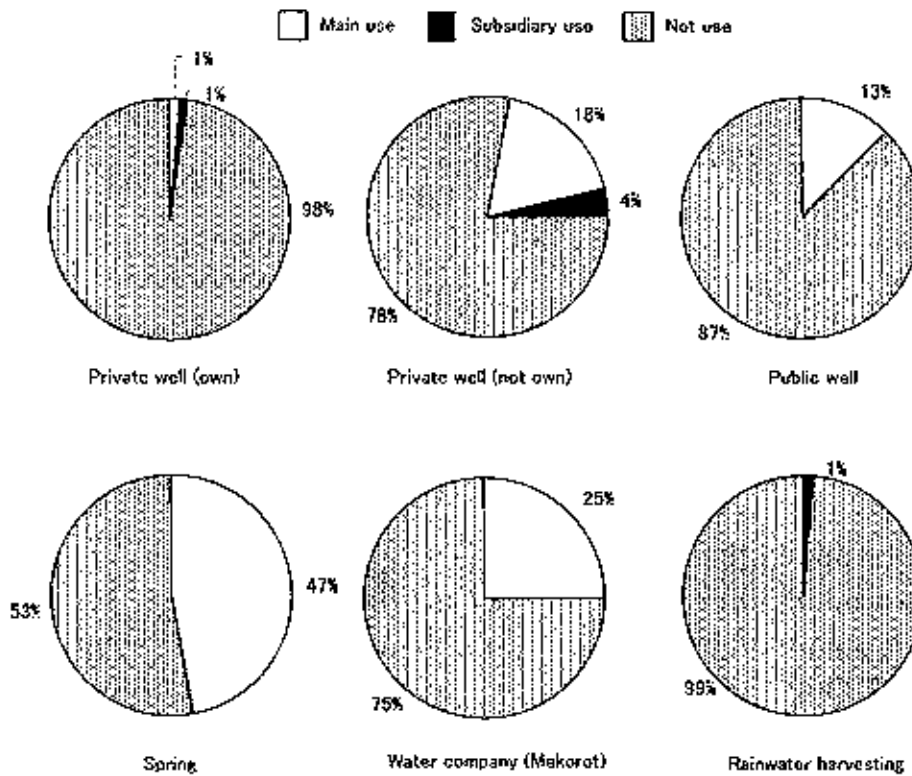 Main use Subsidiary use Not use
1%
1%
98%
Private well (own)
18%
4%
78%
Private well (not own)
13%
87%
Public well
47%
53%
Spring
25%
75%
Water company (Mekorot)
1%
99%
Rainwater harvesting